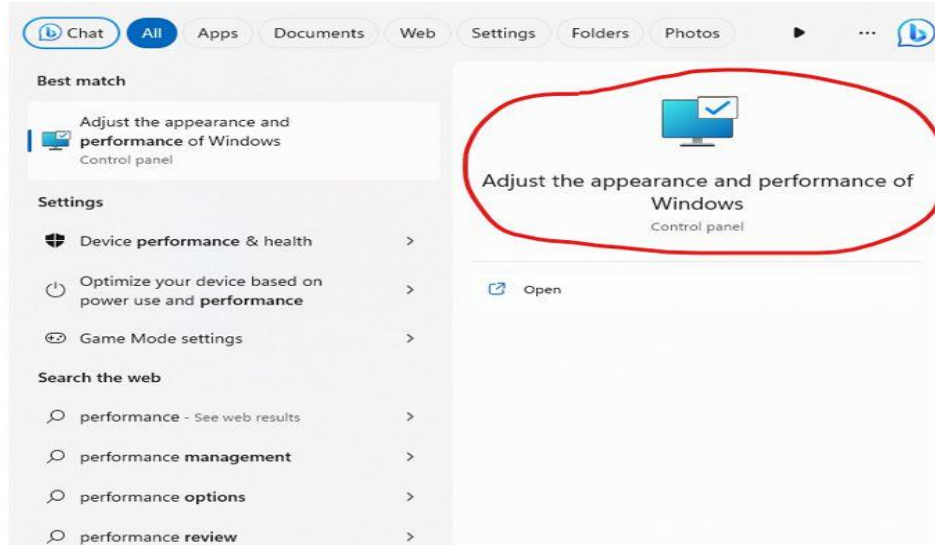 Chat All Apps Documents Web Settings Folders Photos
Best match
Adjust the appearance and
performance of Windows
Control panel
Settings
Device performance & health
Optimize your device based on
power use and performance
Game Mode settings
Search the web
performance - See web results
performance management
performance options
performance review
Adjust the appearance and performance of
Windows
Control panel
Open